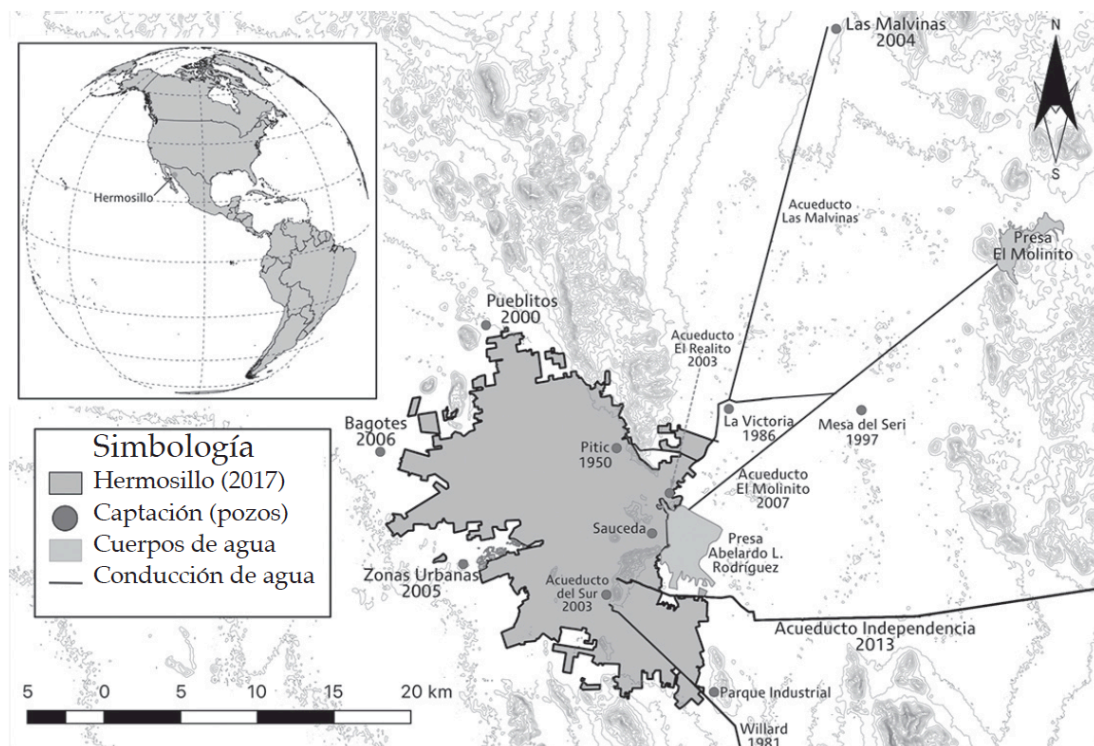 Las Malvinas
2004
N
S
Hermosillo
Acueducto
Las Malvinas
Presa
El Molinito
Pueblitos
2000
Acueducto
El Realito
2003
La Victoria
1986
Mesa del Seri
1997
Bagotes
2006
Pitic
1950
Acueducto
El Molinito
2007
Simbología
Hermosillo (2017)
Captación (pozos)
Cuerpos de agua
Conducción de agua
Sauceda
Presa
Abelardo L.
Rodríguez
Zonas Urbanas
2005
Acueducto
del Sur
2003
Acueducto Independencia
2013
Parque Industrial
Willard
1981
5 0 5 10 15 20 km